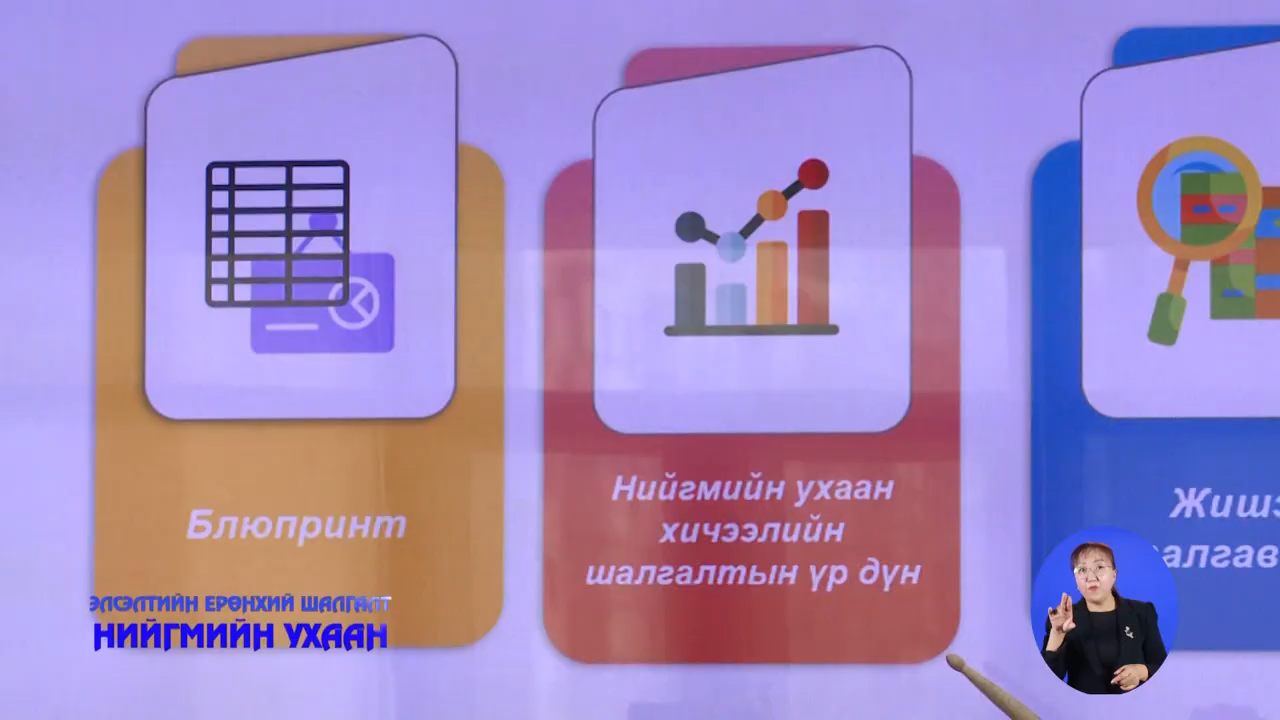 Блюпринт
Нийгмийн ухаан
хичээлийн
шалгалтын үр дүн
ЭЛСЭЛТИЙН ЕРӨНХИЙ ШАЛГАЛТ
НИЙГМИЙН УХААН